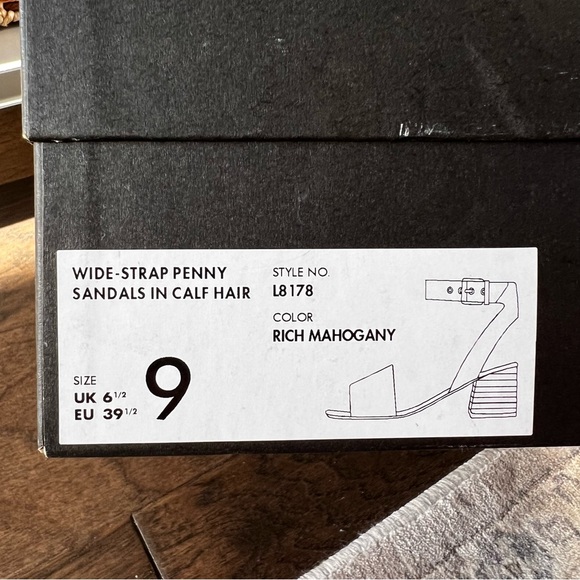 WIDE-STRAP PENNY
SANDALS IN CALF HAIR
STYLE NO.
L8178
COLOR
RICH MAHOGANY
SIZE
UK 6 1/2
EU 39 1/2
9